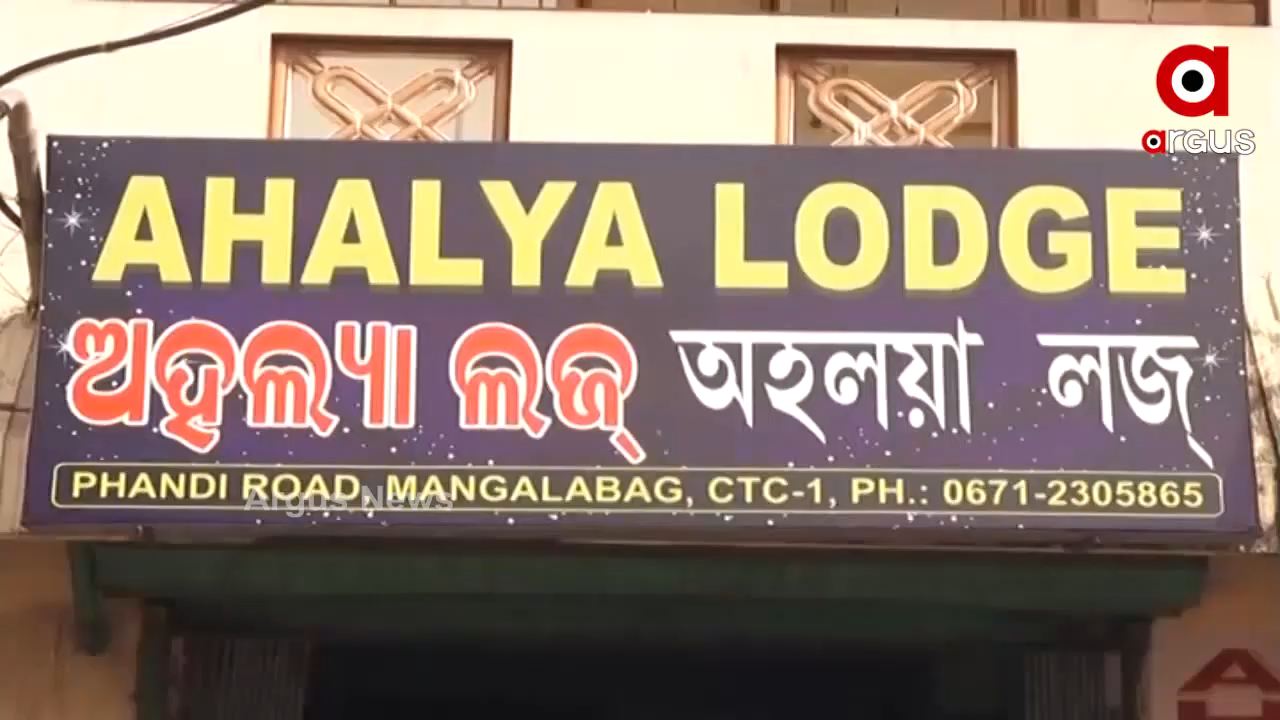 argus
AHALYA LODGE
ଅହଲ୍ୟା ଲଜ୍ অহলয়া লজ্
PHANDI ROAD, MANGALABAG, CTC-1, PH.: 0671-2305865
Argus News